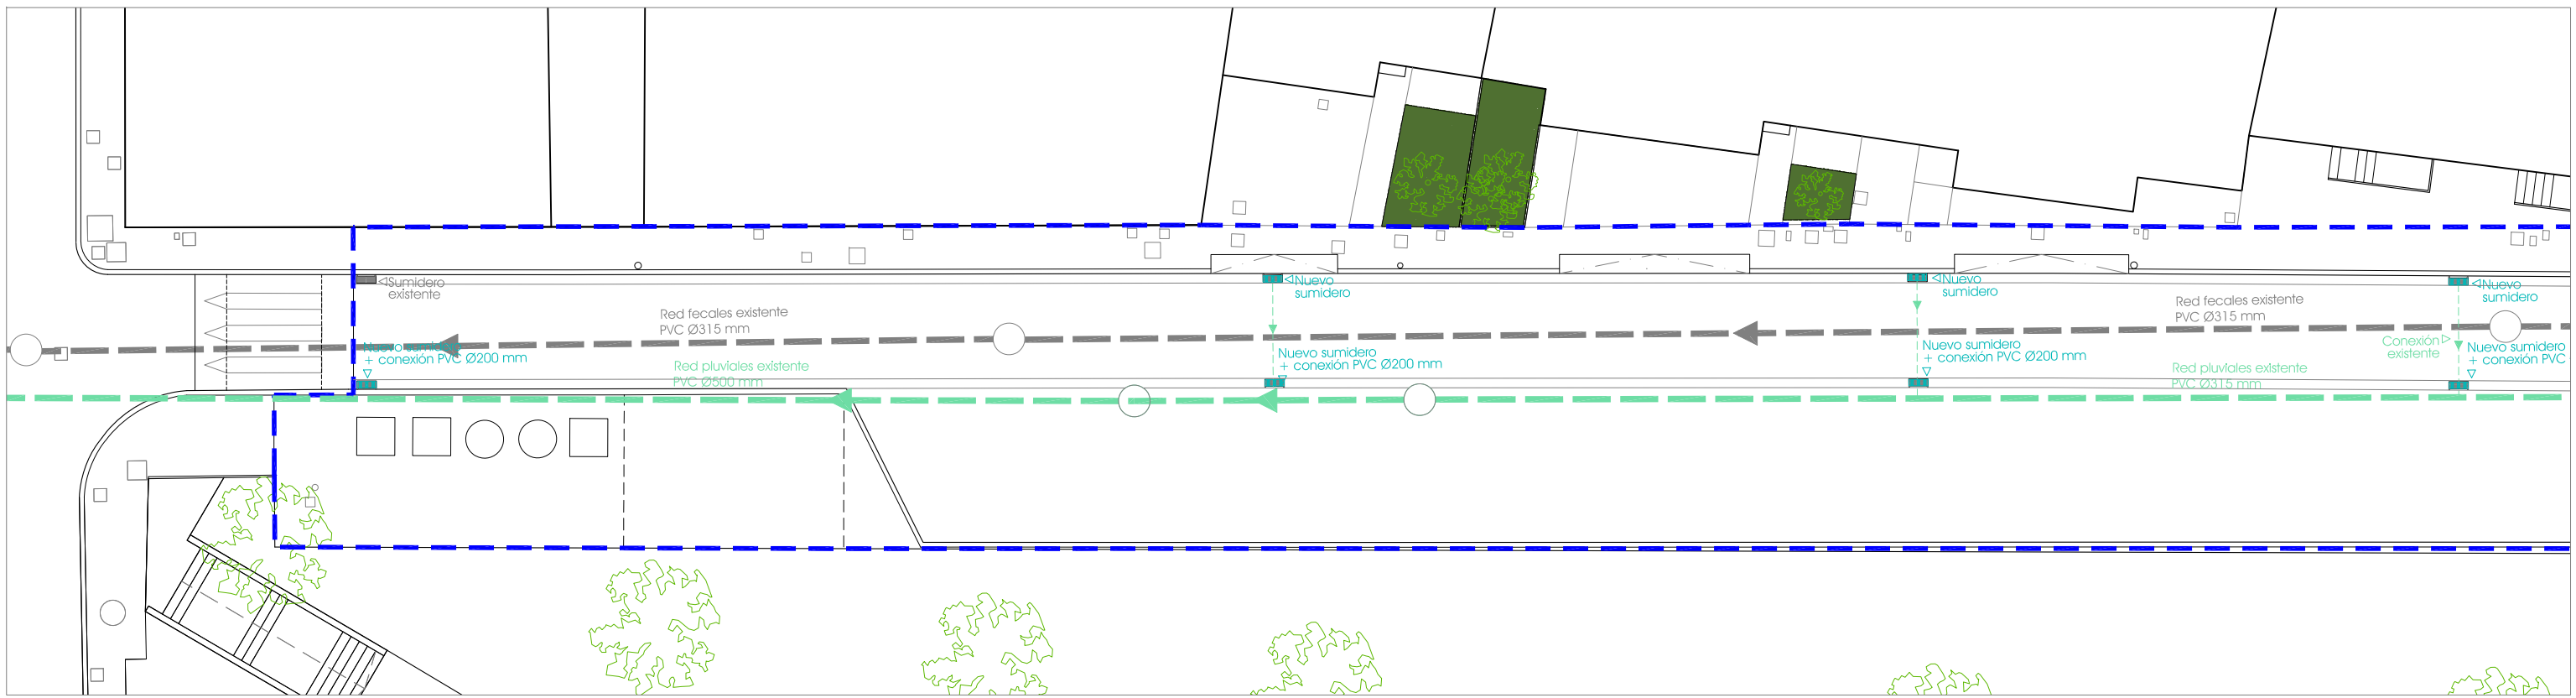 Sumidero
existente
Nuevo
sumidero
Nuevo
sumidero
Nuevo
sumidero
Red fecales existente
PVC Ø315 mm
Red fecales existente
PVC Ø315 mm
Nuevo sumidero
+ conexión PVC Ø200 mm
Red pluviales existente
PVC Ø500 mm
Nuevo sumidero
+ conexión PVC Ø200 mm
Nuevo sumidero
+ conexión PVC Ø200 mm
Conexión
existente
Nuevo sumidero
+ conexión PVC
Red pluviales existente
PVC Ø315 mm